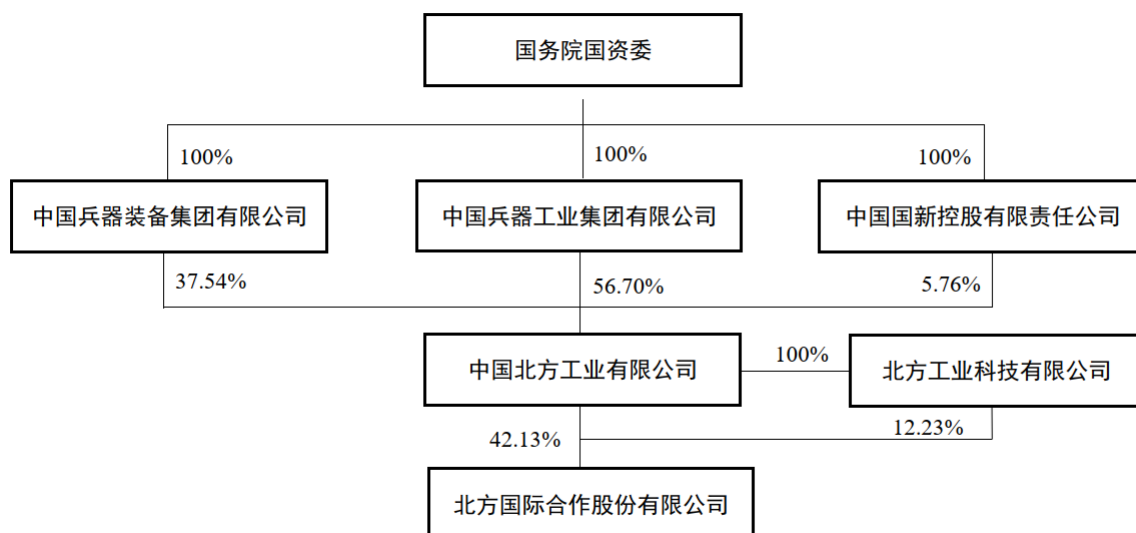 国务院国资委
100%
100%
100%
中国兵器装备集团有限公司
中国兵器工业集团有限公司
中国国新控股有限责任公司
37.54%
56.70%
5.76%
中国北方工业有限公司
100%
北方工业科技有限公司
42.13%
12.23%
北方国际合作股份有限公司